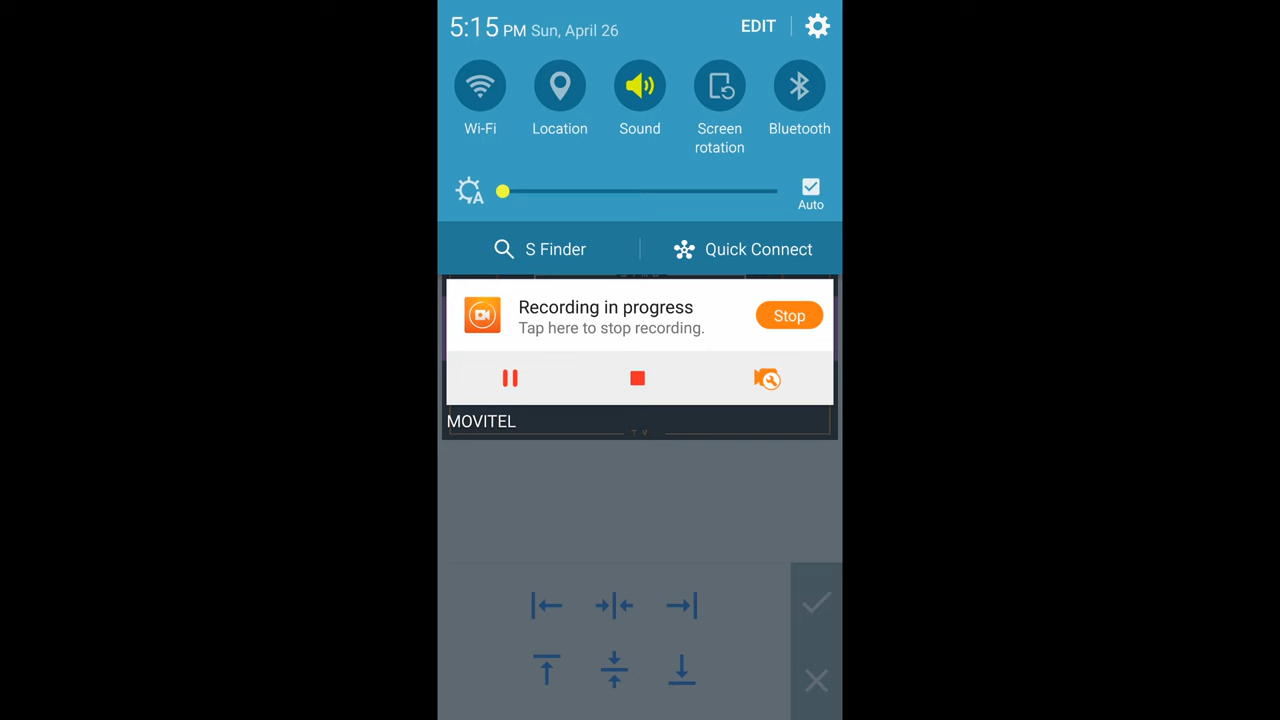 5:15 PM Sun, April 26
EDIT
Wi-Fi
Location
Sound
Screen
rotation
Bluetooth
A
Auto
S Finder
Quick Connect
Recording in progress
Tap here to stop recording.
Stop
MOVITEL
T V